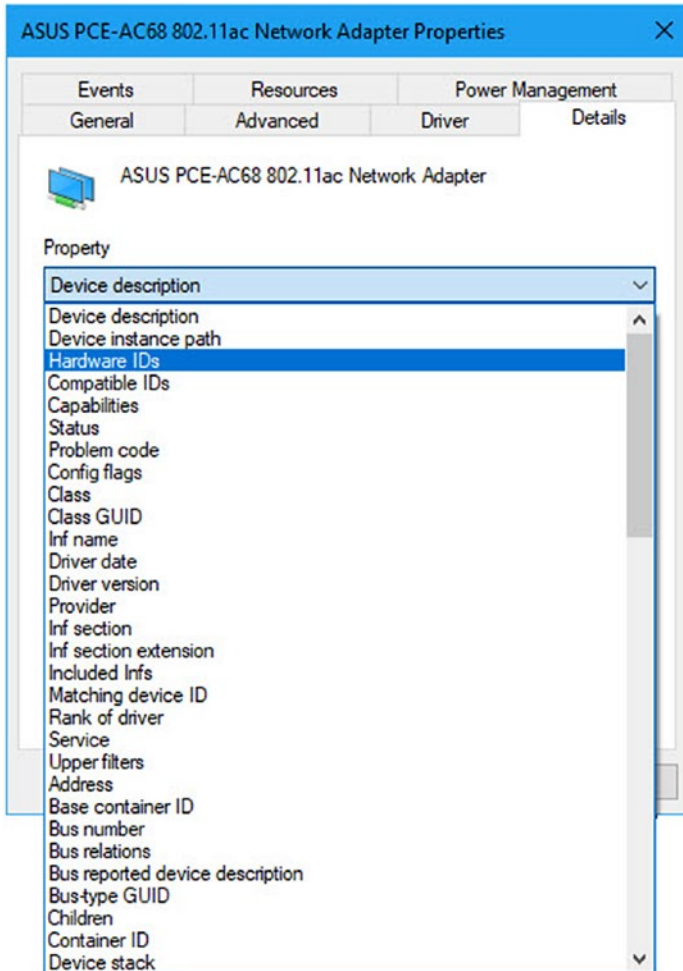 ASUS PCE-AC68 802.11ac Network Adapter Properties
Events Resources Power Management
General Advanced Driver Details
ASUS PCE-AC68 802.11ac Network Adapter
Property
Device description
Device description
Device instance path
Hardware IDs
Compatible IDs
Capabilities
Status
Problem code
Config flags
Class
Class GUID
Inf name
Driver date
Driver version
Provider
Inf section
Inf section extension
Included Infs
Matching device ID
Rank of driver
Service
Upper filters
Address
Base container ID
Bus number
Bus relations
Bus reported device description
Bus-type GUID
Children
Container ID
Device stack